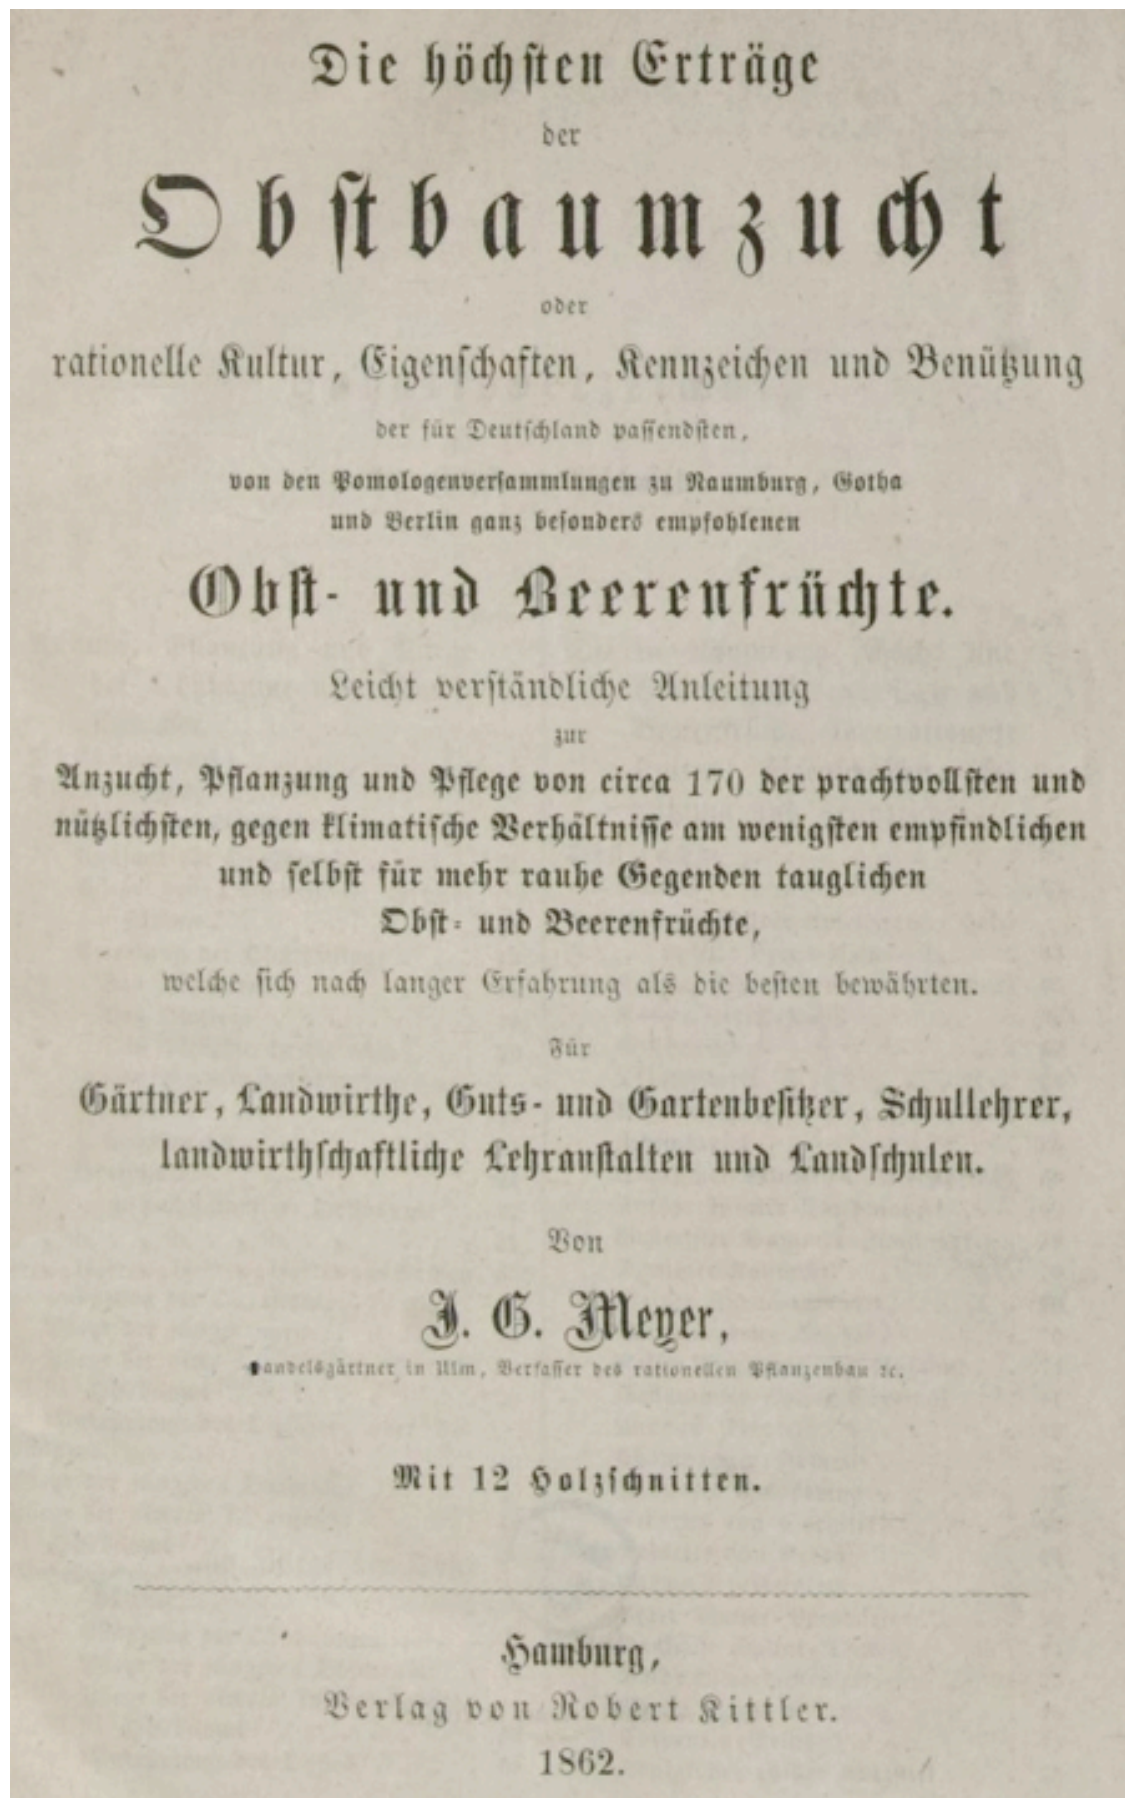 Die höchſten Erträge
der
Obſtbaumzucht
oder
rationelle Kultur, Eigenſchaften, Kennzeichen und Benützung
der für Deutſchland paſſendſten,
von den Pomologenverſammlungen zu Naumburg, Gotha
und Berlin ganz beſonders empfohlenen
Obſt- und Beerenfrüchte.
Leicht verſtändliche Anleitung
zur
Anzucht, Pflanzung und Pflege von circa 170 der prachtvollſten und
nützlichſten, gegen klimatiſche Verhältniſſe am wenigſten empfindlichen
und ſelbſt für mehr rauhe Gegenden tauglichen
Obſt- und Beerenfrüchte,
welche ſich nach langer Erfahrung als die beſten bewährten.
Für
Gärtner, Landwirthe, Guts- und Gartenbeſitzer, Schullehrer,
landwirthſchaftliche Lehranſtalten und Landſchulen.
Von
J. G. Meyer,
Handelsgärtner in Ulm, Verfaſſer des rationellen Pflanzenbau ꝛc.
Mit 12 Holzſchnitten.
Hamburg,
Verlag von Robert Kittler.
1862.